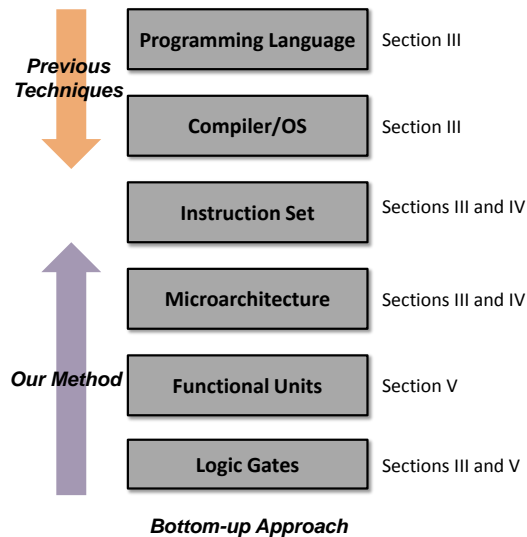 Programming Language
Section III
Previous
Techniques
Compiler/OS
Section III
Instruction Set
Sections III and IV
Microarchitecture
Sections III and IV
Our Method
Functional Units
Section V
Logic Gates
Sections III and V
Bottom-up Approach